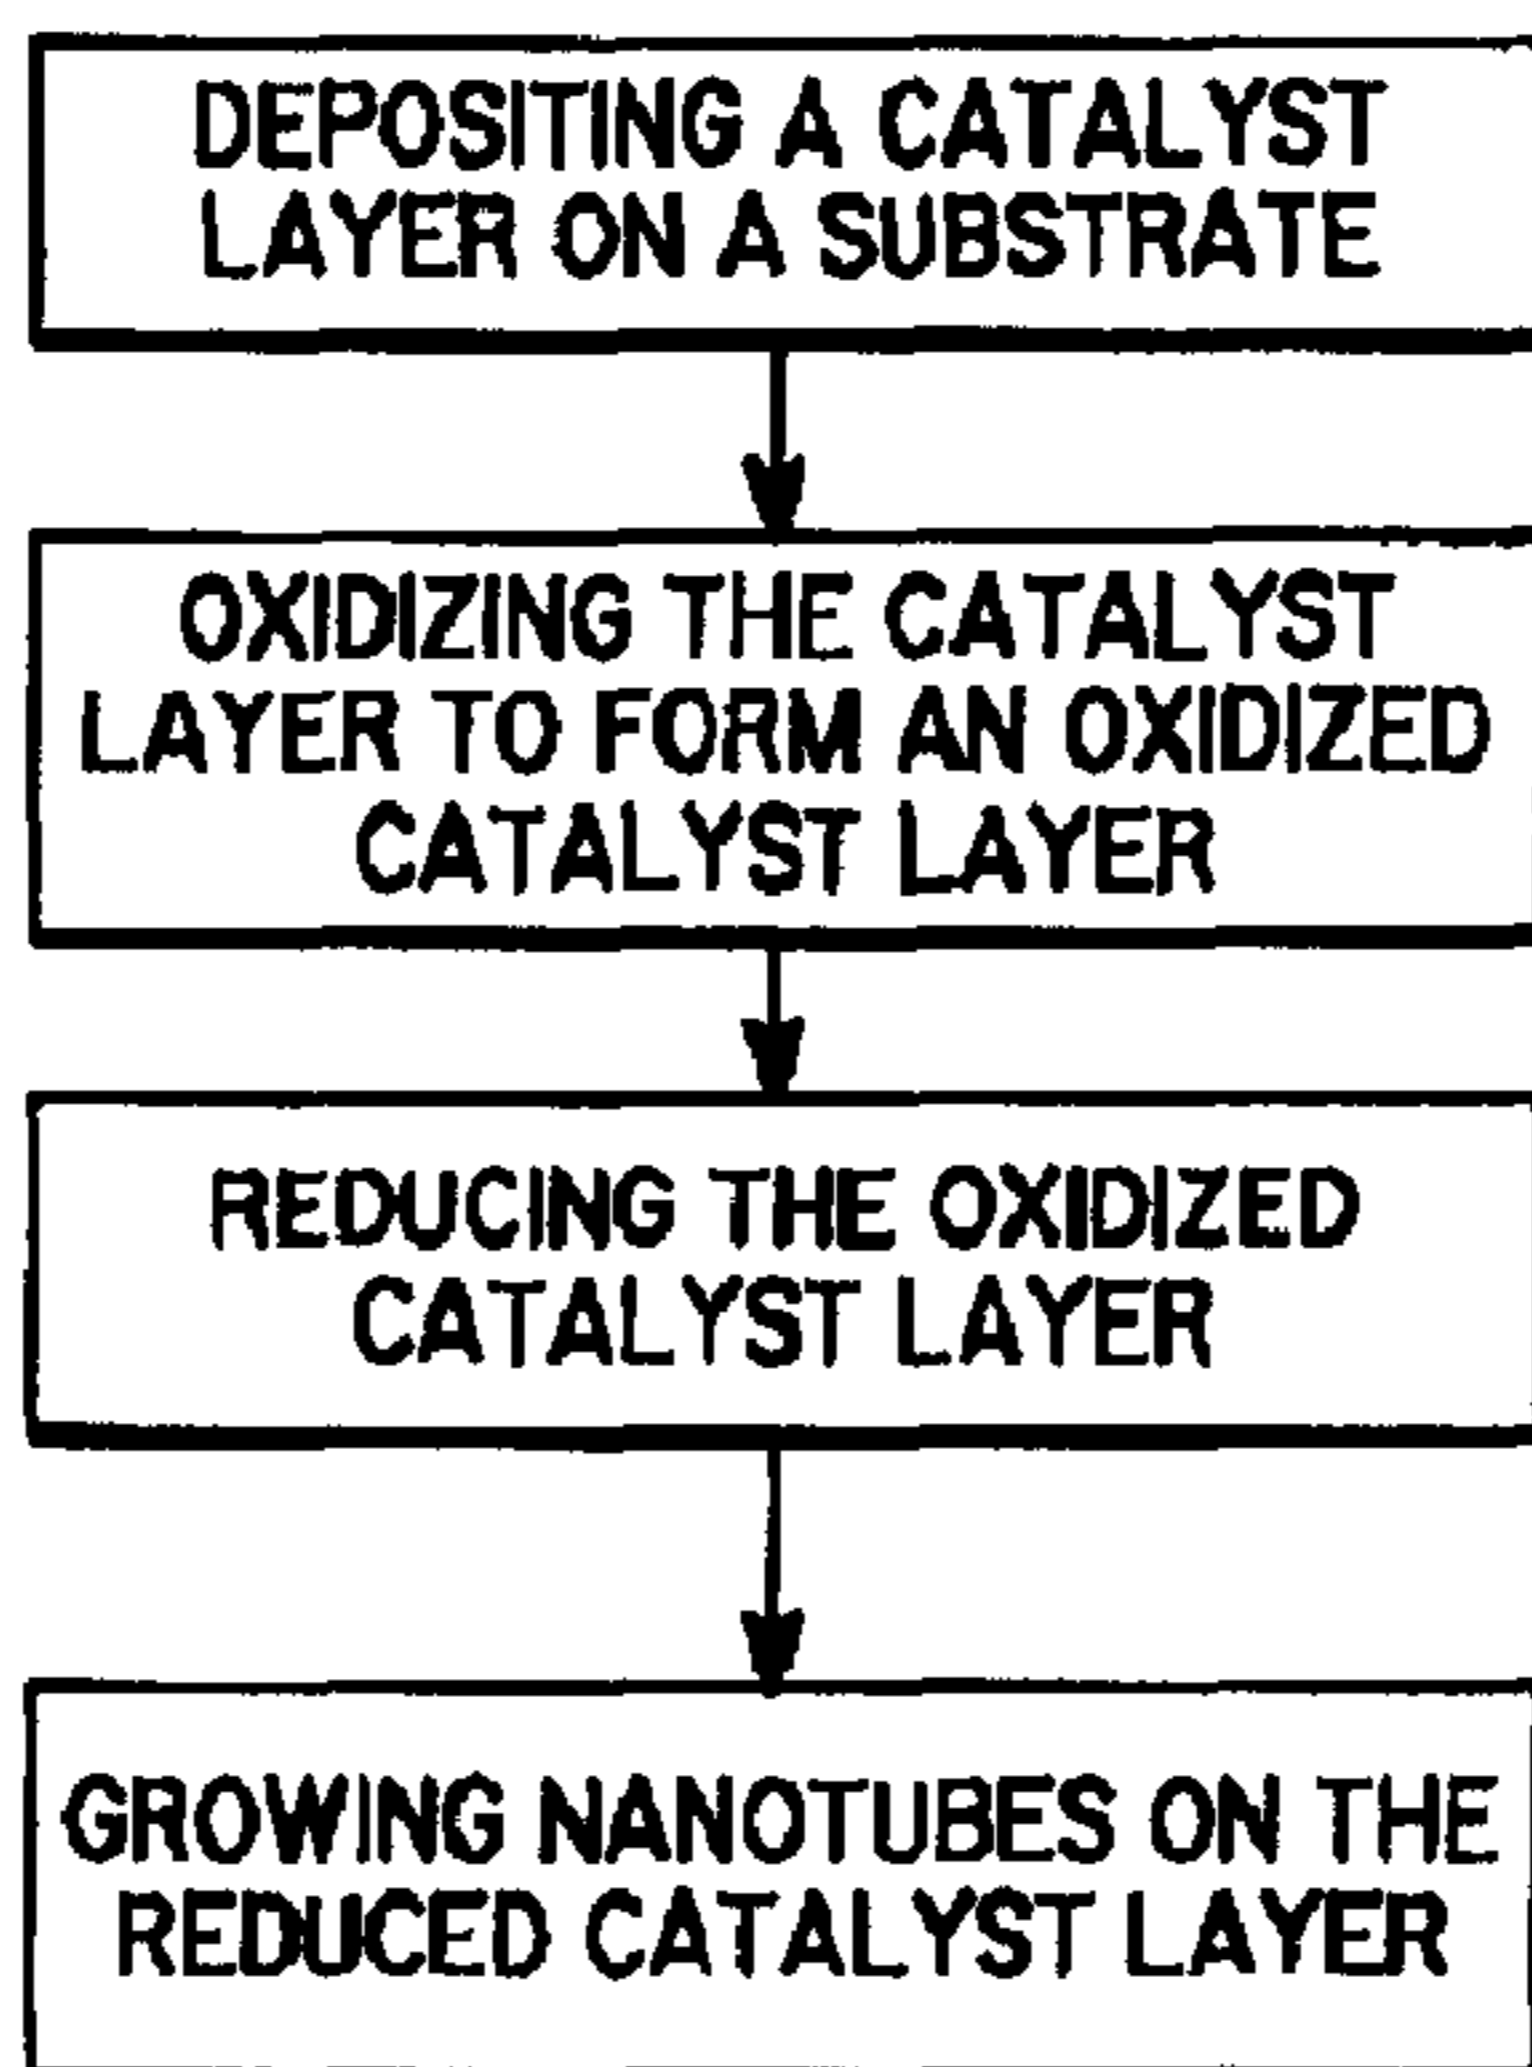 DEPOSITING A CATALYST
LAYER ON A SUBSTRATE
OXIDIZING THE CATALYST
LAYER TO FORM AN OXIDIZED
CATALYST LAYER
REDUCING THE OXIDIZED
CATALYST LAYER
GROWING NANOTUBES ON THE
REDUCED CATALYST LAYER